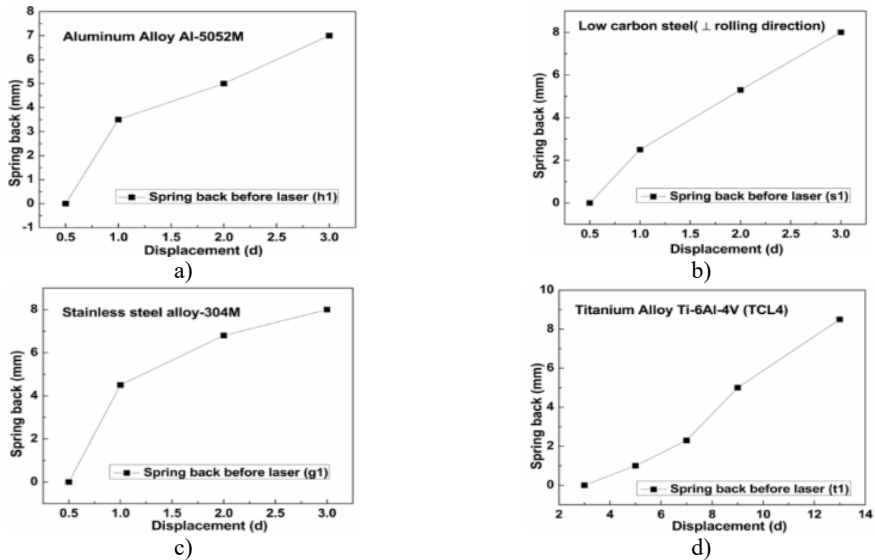 Aluminum Alloy Al-5052M
Spring back (mm)
7
6
5
4
3
2
1
0
-1
Spring back before laser (h1)
0.5 1.0 1.5 2.0 2.5 3.0
Displacement (d)
a)
Low carbon steel( ⊥ rolling direction)
Spring back (mm)
8
6
4
2
0
Spring back before laser (s1)
0.5 1.0 1.5 2.0 2.5 3.0
Displacement (d)
b)
Stainless steel alloy-304M
Spring back (mm)
8
6
4
2
0
Spring back before laser (g1)
0.5 1.0 1.5 2.0 2.5 3.0
Displacement (d)
c)
Titanium Alloy Ti-6Al-4V (TCL4)
Spring back (mm)
10
8
6
4
2
0
Spring back before laser (t1)
2 4 6 8 10 12 14
Displacement (d)
d)